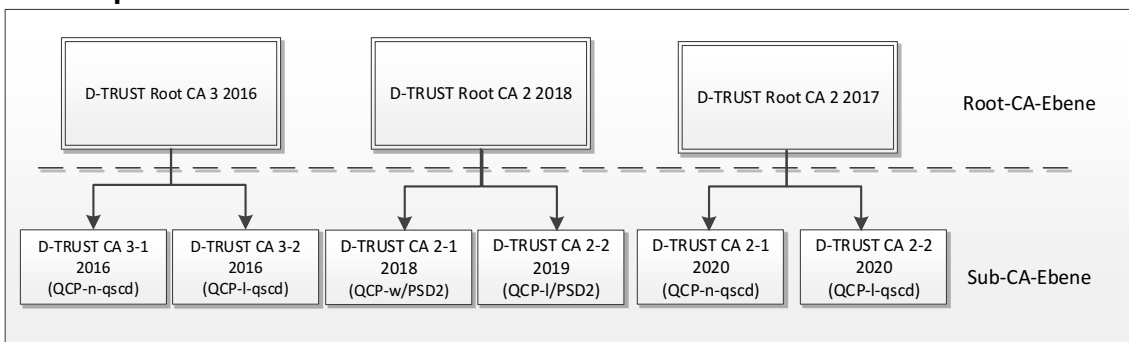 D-TRUST Root CA 3 2016
D-TRUST Root CA 2 2018
D-TRUST Root CA 2 2017
Root-CA-Ebene
D-TRUST CA 3-1
2016
(QCP-n-qscd)
D-TRUST CA 3-2
2016
(QCP-l-qscd)
D-TRUST CA 2-1
2018
(QCP-w/PSD2)
D-TRUST CA 2-2
2019
(QCP-l/PSD2)
D-TRUST CA 2-1
2020
(QCP-n-qscd)
D-TRUST CA 2-2
2020
(QCP-l-qscd)
Sub-CA-Ebene